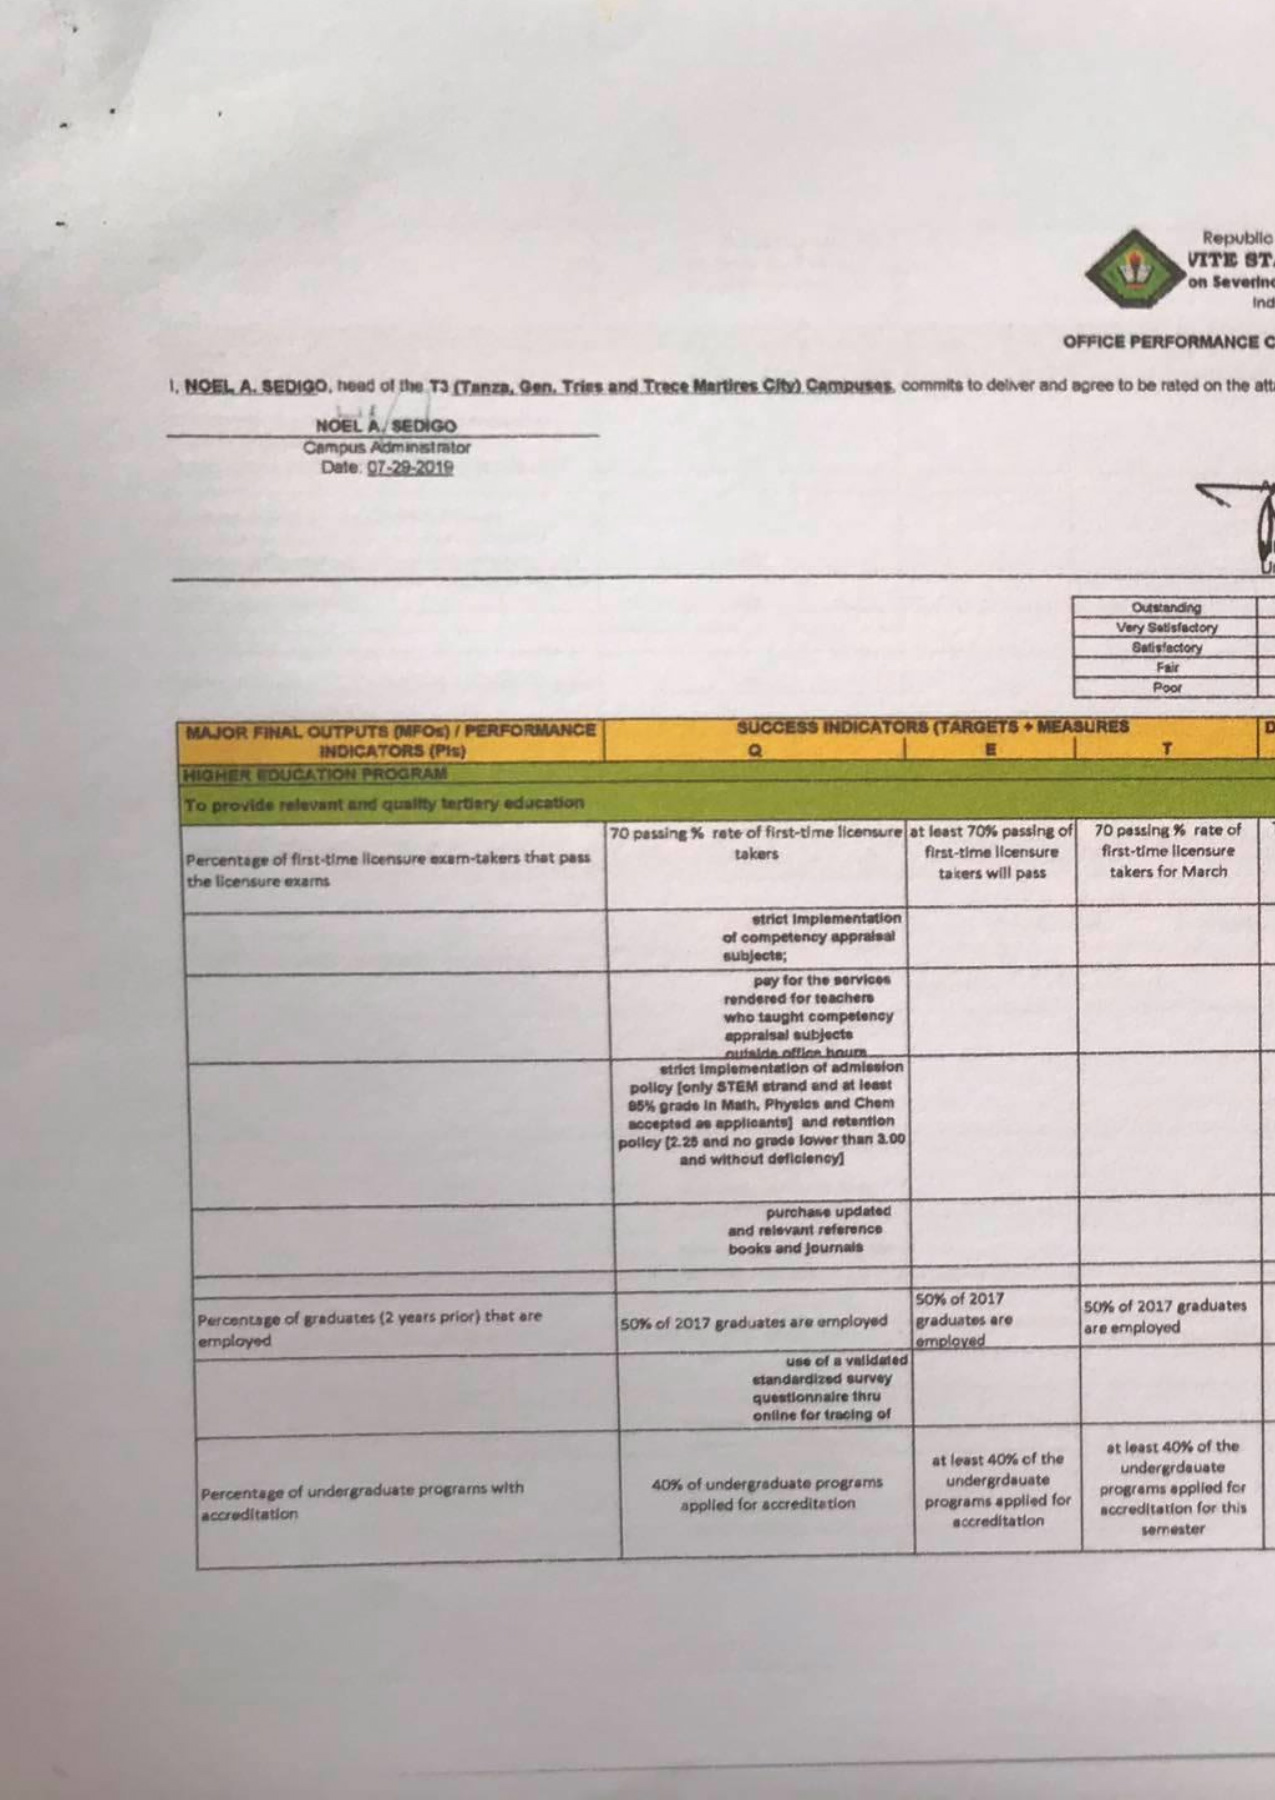 Republic
VITE STA
on Severino
Ind
OFFICE PERFORMANCE C
I, NOEL A. SEDIGO, head of the T3 (Tanza, Gen. Trias and Trece Martires City) Campuses, commits to deliver and agree to be rated on the atta
NOEL A. SEDIGO
Campus Administrator
Date: 07-29-2019
Outstanding
Very Satisfactory
Satisfactory
Fair
Poor
MAJOR FINAL OUTPUTS (MFOs) / PERFORMANCE
INDICATORS (PIs)
SUCCESS INDICATORS (TARGETS + MEASURES
Q E T
HIGHER EDUCATION PROGRAM
To provide relevant and quality tertiary education
Percentage of first-time licensure exam-takers that pass
the licensure exams
70 passing % rate of first-time licensure
takers
at least 70% passing of
first-time licensure
takers will pass
70 passing % rate of
first-time licensure
takers for March
strict implementation
of competency appraisal
subjects;
pay for the services
rendered for teachers
who taught competency
appraisal subjects
outside office hours
strict implementation of admission
policy [only STEM strand and at least
85% grade in Math, Physics and Chem
accepted as applicants] and retention
policy [2.25 and no grade lower than 3.00
and without deficiency]
purchase updated
and relevant reference
books and journals
Percentage of graduates (2 years prior) that are
employed
50% of 2017 graduates are employed
50% of 2017
graduates are
employed
50% of 2017 graduates
are employed
use of a validated
standardized survey
questionnaire thru
online for tracing of
Percentage of undergraduate programs with
accreditation
40% of undergraduate programs
applied for accreditation
at least 40% of the
undergrdauate
programs applied for
accreditation
at least 40% of the
undergrdauate
programs applied for
accreditation for this
semester